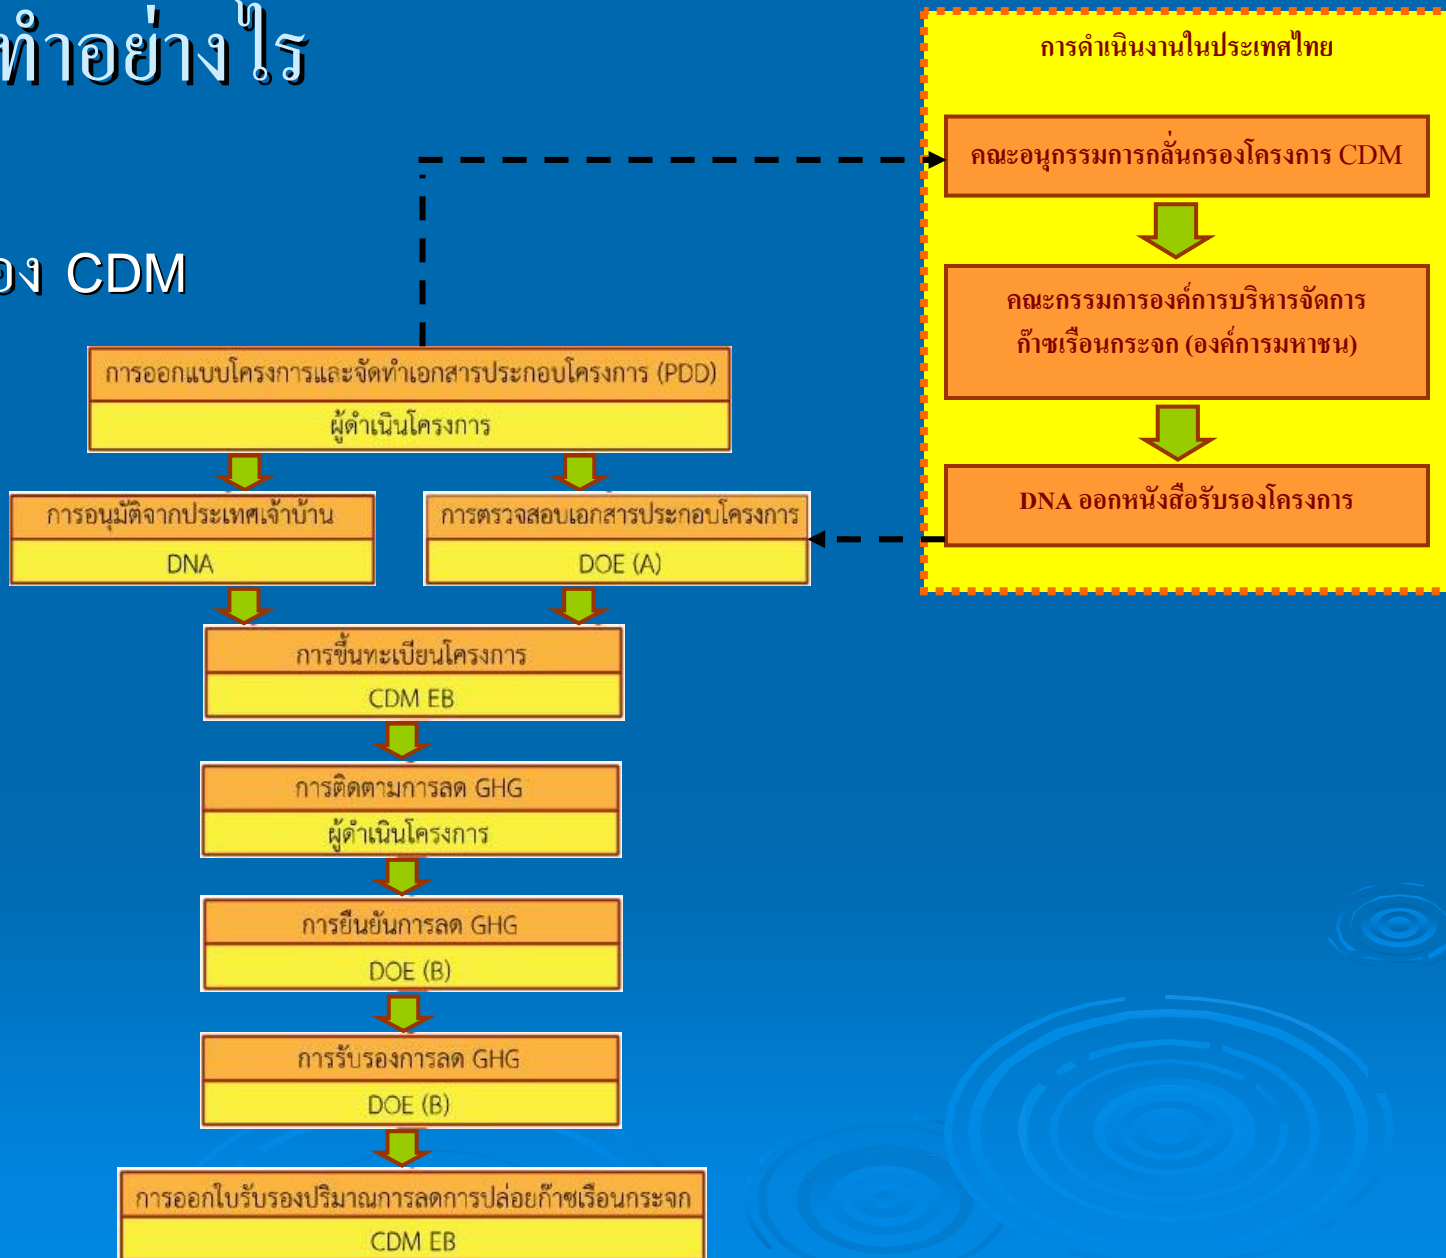 ทำอย่างไร
อง CDM
การออกแบบโครงการและจัดทำเอกสารประกอบโครงการ (PDD)
ผู้ดำเนินโครงการ
การอนุมัติจากประเทศเจ้าบ้าน
DNA
การตรวจสอบเอกสารประกอบโครงการ
DOE (A)
การขึ้นทะเบียนโครงการ
CDM EB
การติดตามการลด GHG
ผู้ดำเนินโครงการ
การยืนยันการลด GHG
DOE (B)
การรับรองการลด GHG
DOE (B)
การออกใบรับรองปริมาณการลดการปล่อยก๊าซเรือนกระจก
CDM EB
การดำเนินงานในประเทศไทย
คณะอนุกรรมการกลั่นกรองโครงการ CDM
คณะกรรมการองค์การบริหารจัดการ
ก๊าซเรือนกระจก (องค์การมหาชน)
DNA ออกหนังสือรับรองโครงการ